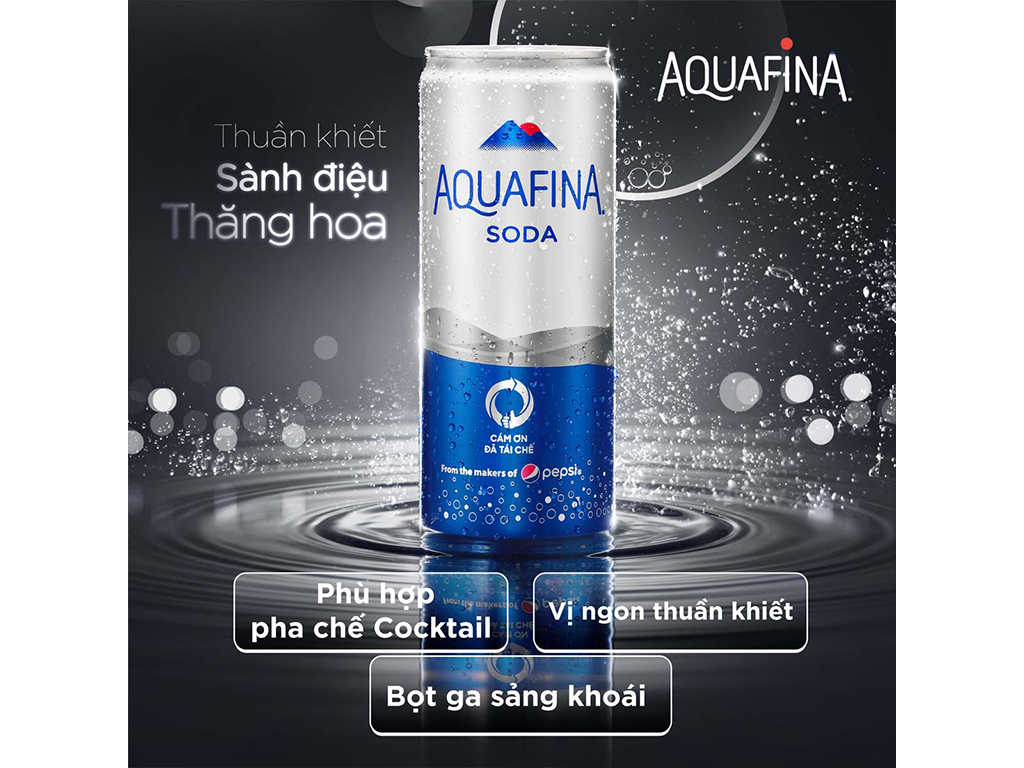 AQUAFINA
Thuần khiết
Sành điệu
Thăng hoa
AQUAFINA
SODA
CÁM ƠN
ĐÃ TÁI CHẾ
From the makers of pepsi
Phù hợp
pha chế Cocktail
Vị ngon thuần khiết
Bọt ga sảng khoái